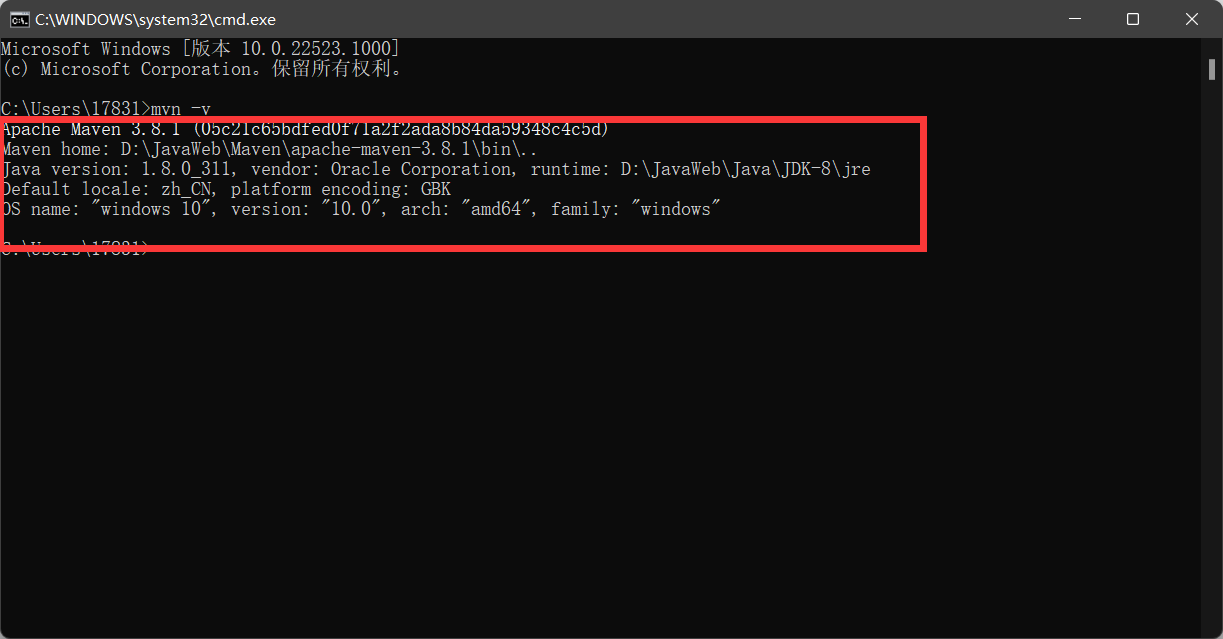 C:\WINDOWS\system32\cmd.exe
Microsoft Windows [版本 10.0.22523.1000]
(c) Microsoft Corporation。保留所有权利。
C:\Users\17831>mvn -v
Apache Maven 3.8.1 (05c21c65bdfed0f71a2f2ada8b84da59348c4c5d)
Maven home: D:\JavaWeb\Maven\apache-maven-3.8.1\bin\..
Java version: 1.8.0_311, vendor: Oracle Corporation, runtime: D:\JavaWeb\Java\JDK-8\jre
Default locale: zh_CN, platform encoding: GBK
OS name: "windows 10", version: "10.0", arch: "amd64", family: "windows"
C:\Users\17831>